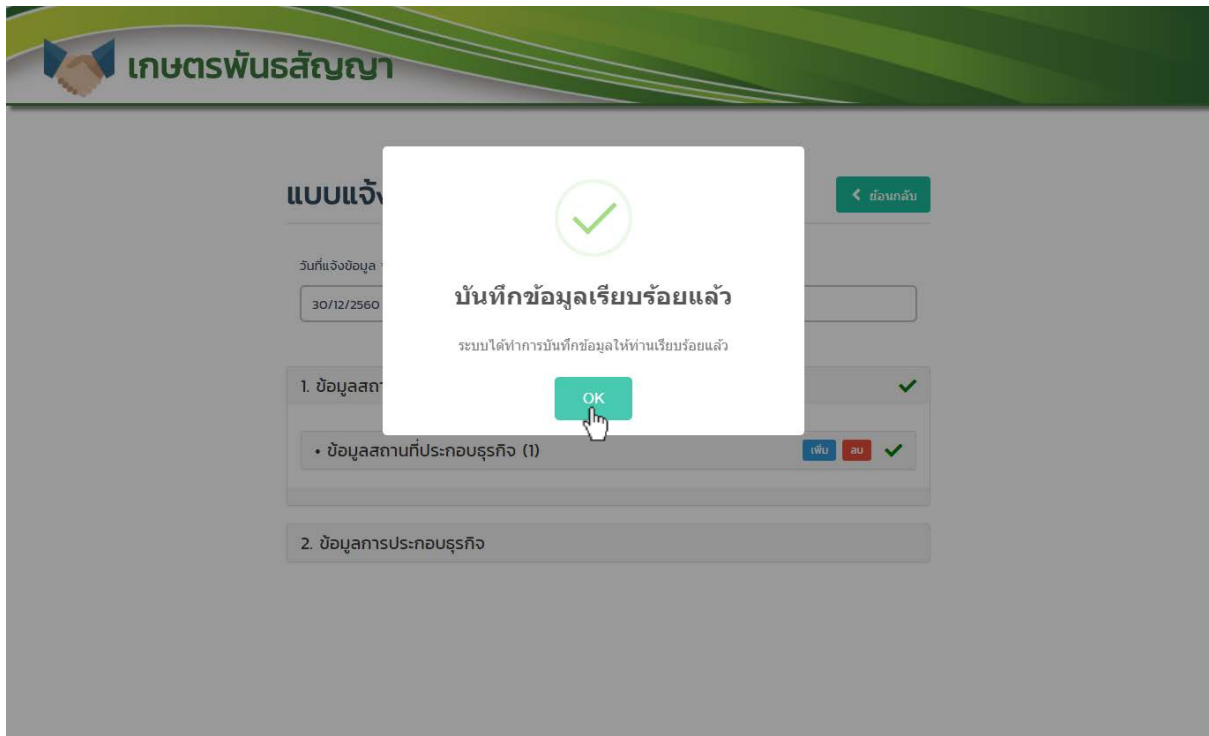 เกษตรพันธสัญญา
แบบแจ้ง
ย้อนกลับ
วันที่แจ้งข้อมูล
30/12/2560
บันทึกข้อมูลเรียบร้อยแล้ว
ระบบได้ทำการบันทึกข้อมูลให้ท่านเรียบร้อยแล้ว
OK
1. ข้อมูลสถา
• ข้อมูลสถานที่ประกอบธุรกิจ (1) เพิ่ม ลบ
2. ข้อมูลการประกอบธุรกิจ